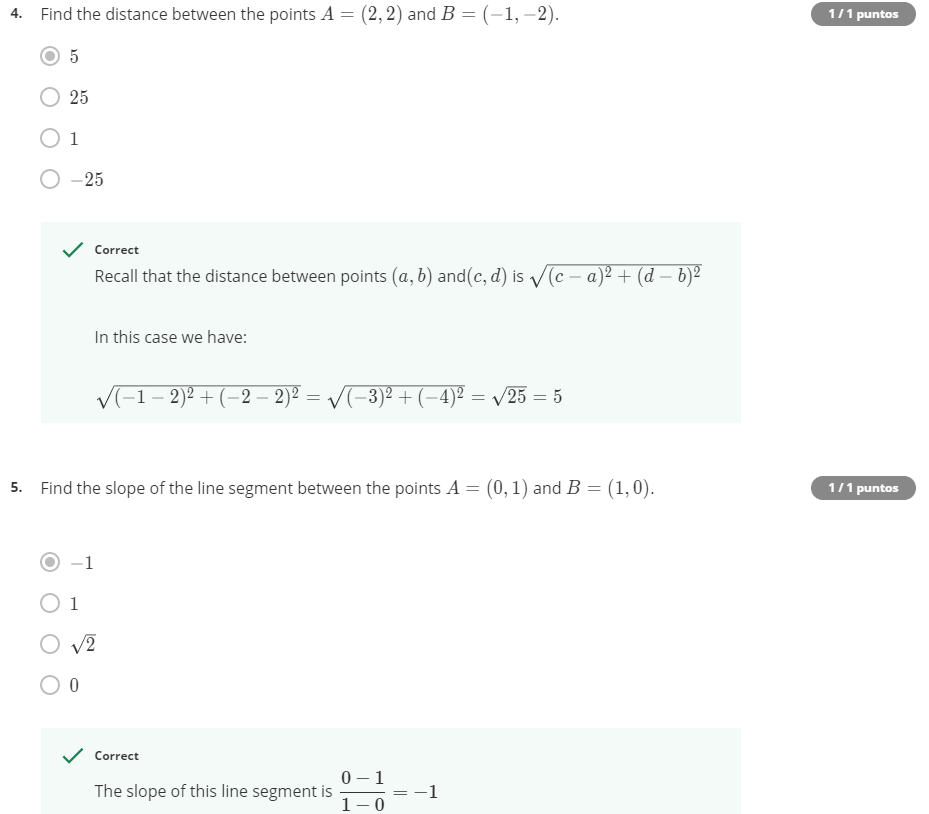 4. Find the distance between the points A = (2, 2) and B = (−1, −2). 1 / 1 puntos
5
25
1
−25
Correct
Recall that the distance between points (a, b) and(c, d) is √((c − a)² + (d − b)²)
In this case we have:
√((−1 − 2)² + (−2 − 2)²) = √((−3)² + (−4)²) = √25 = 5
5. Find the slope of the line segment between the points A = (0, 1) and B = (1, 0). 1 / 1 puntos
−1
1
√2
0
Correct
The slope of this line segment is (0 − 1)/(1 − 0) = −1